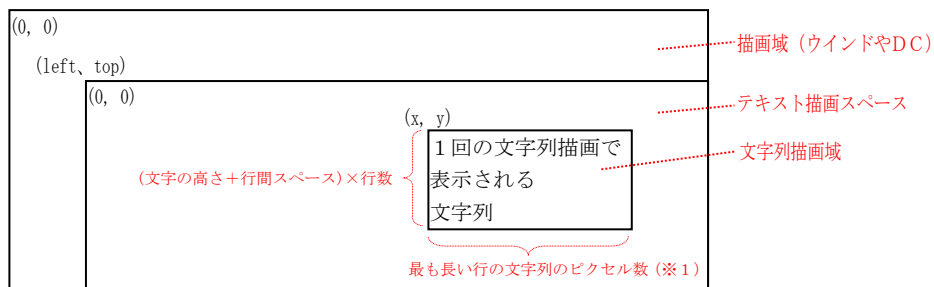 (0, 0)
描画域（ウインドやＤＣ）
(left、top)
(0, 0)
テキスト描画スペース
(x, y)
１回の文字列描画で
表示される
文字列
文字列描画域
(文字の高さ＋行間スペース)×行数
最も長い行の文字列のピクセル数（※１）